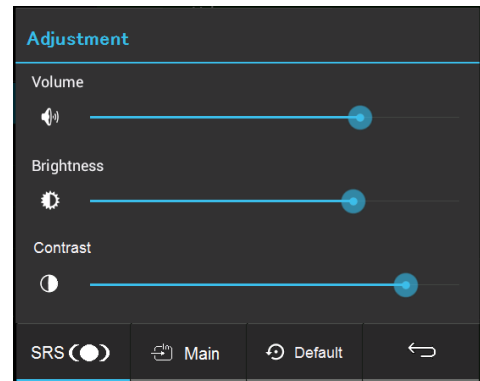 Adjustment
Volume
Brightness
Contrast
SRS Main Default